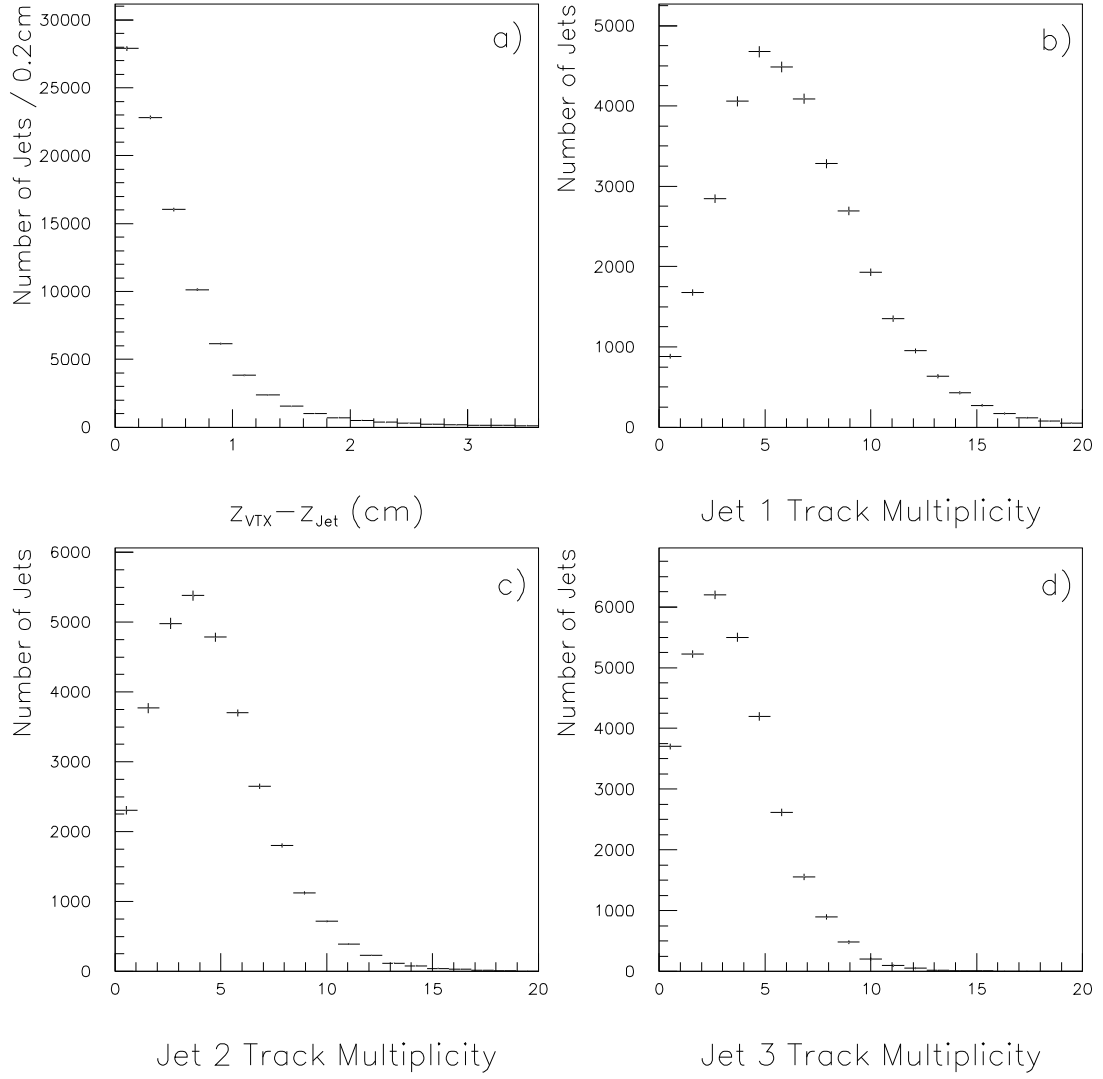 a)
Number of Jets / 0.2cm
30000
25000
20000
15000
10000
5000
0
0 1 2 3
z_VTX−z_Jet (cm)
b)
Number of Jets
5000
4000
3000
2000
1000
0
0 5 10 15 20
Jet 1 Track Multiplicity
c)
Number of Jets
6000
5000
4000
3000
2000
1000
0
0 5 10 15 20
Jet 2 Track Multiplicity
d)
Number of Jets
6000
5000
4000
3000
2000
1000
0
0 5 10 15 20
Jet 3 Track Multiplicity